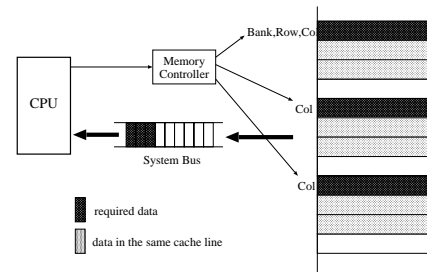 Bank,Row,Co
Memory
Controller
CPU
Col
System Bus
Col
required data
data in the same cache line